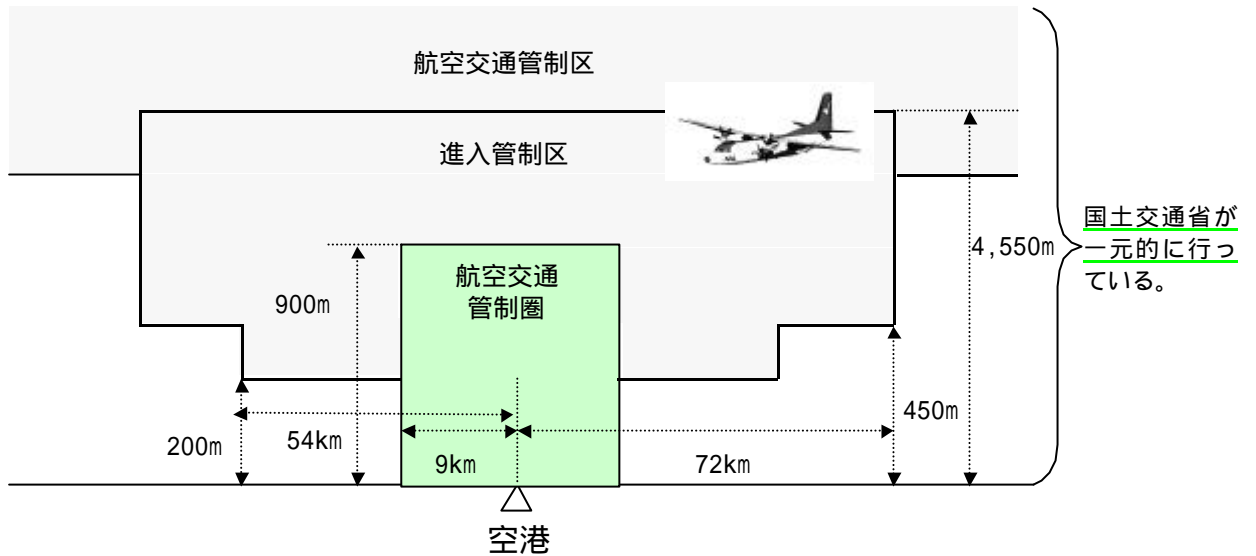 航空交通管制区
進入管制区
航空交通
管制圏
900m
4,550m
国土交通省が
一元的に行っ
ている。
200m
54km
9km
72km
450m
空港